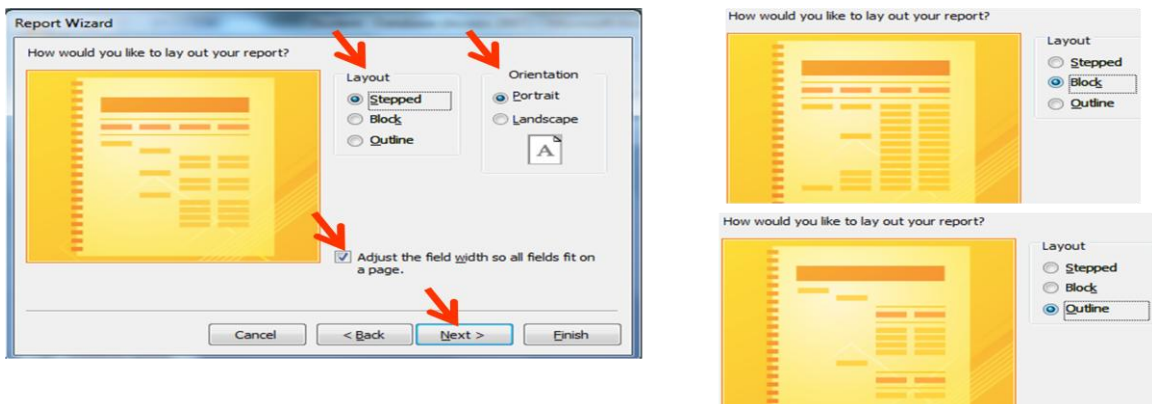 Report Wizard
How would you like to lay out your report?
Layout
Stepped
Block
Outline
Orientation
Portrait
Landscape
A
Adjust the field width so all fields fit on
a page.
Cancel
< Back
Next >
Finish
How would you like to lay out your report?
Layout
Stepped
Block
Outline
How would you like to lay out your report?
Layout
Stepped
Block
Outline